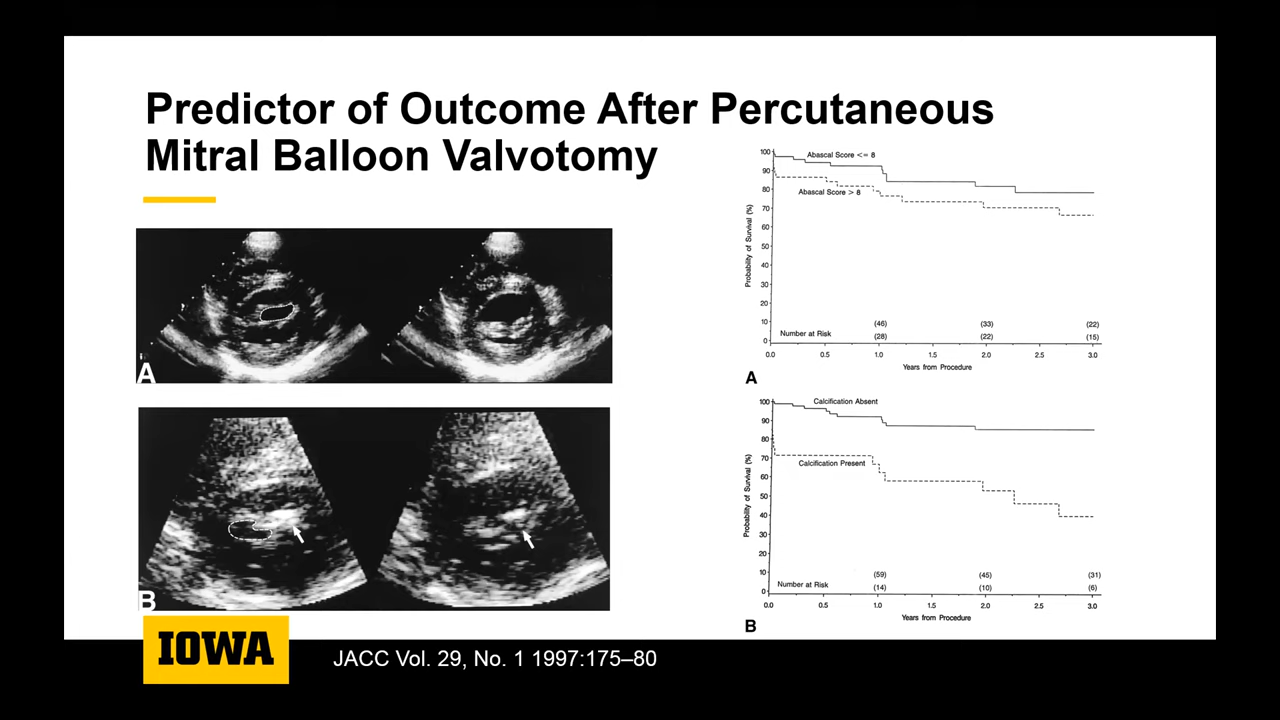 Predictor of Outcome After Percutaneous
Mitral Balloon Valvotomy
A
B
100
90
80
70
60
50
40
30
20
10
0
Probability of Survival (%)
Abascal Score <= 8
Abascal Score > 8
Number at Risk
(46) (33) (22)
(28) (22) (15)
0.0 0.5 1.0 1.5 2.0 2.5 3.0
Years from Procedure
A
100
90
80
70
60
50
40
30
20
10
0
Probability of Survival (%)
Calcification Absent
Calcification Present
Number at Risk
(59) (45) (31)
(14) (10) (6)
0.0 0.5 1.0 1.5 2.0 2.5 3.0
Years from Procedure
B
IOWA
JACC Vol. 29, No. 1 1997:175–80